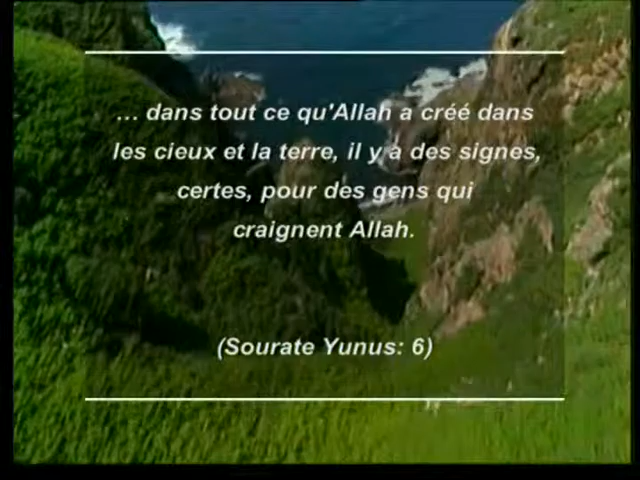 ... dans tout ce qu'Allah a créé dans
les cieux et la terre, il y a des signes,
certes, pour des gens qui
craignent Allah.
(Sourate Yunus: 6)